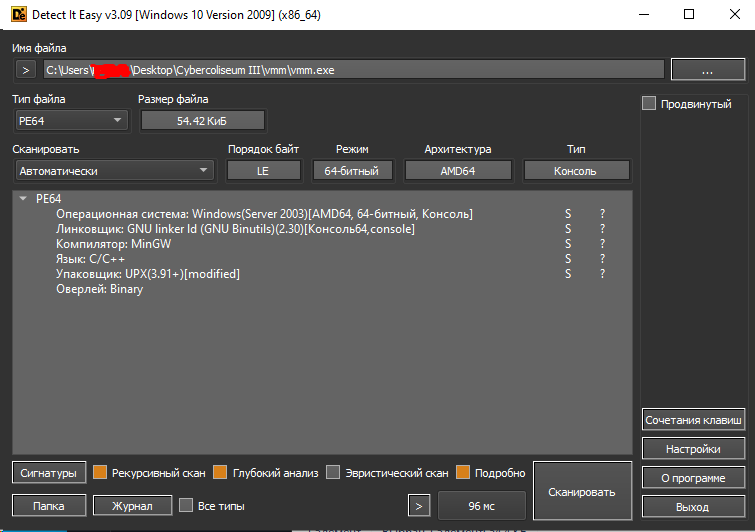 Detect It Easy v3.09 [Windows 10 Version 2009] (x86_64)
Имя файла
> C:\Users\ \Desktop\Cybercoliseum III\vmm\vmm.exe ...
Тип файла Размер файла
PE64 54.42 КиБ
Продвинутый
Сканировать Порядок байт Режим Архитектура Тип
Автоматически LE 64-битный AMD64 Консоль
PE64
Операционная система: Windows(Server 2003)[AMD64, 64-битный, Консоль] S ?
Линковщик: GNU linker ld (GNU Binutils)(2.30)[Консоль64,console] S ?
Компилятор: MinGW S ?
Язык: C/C++ S ?
Упаковщик: UPX(3.91+)[modified] S ?
Оверлей: Binary
Сочетания клавиш
Настройки
О программе
Выход
Сигнатуры Рекурсивный скан Глубокий анализ Эвристический скан Подробно
Сканировать
Папка Журнал Все типы > 96 мс